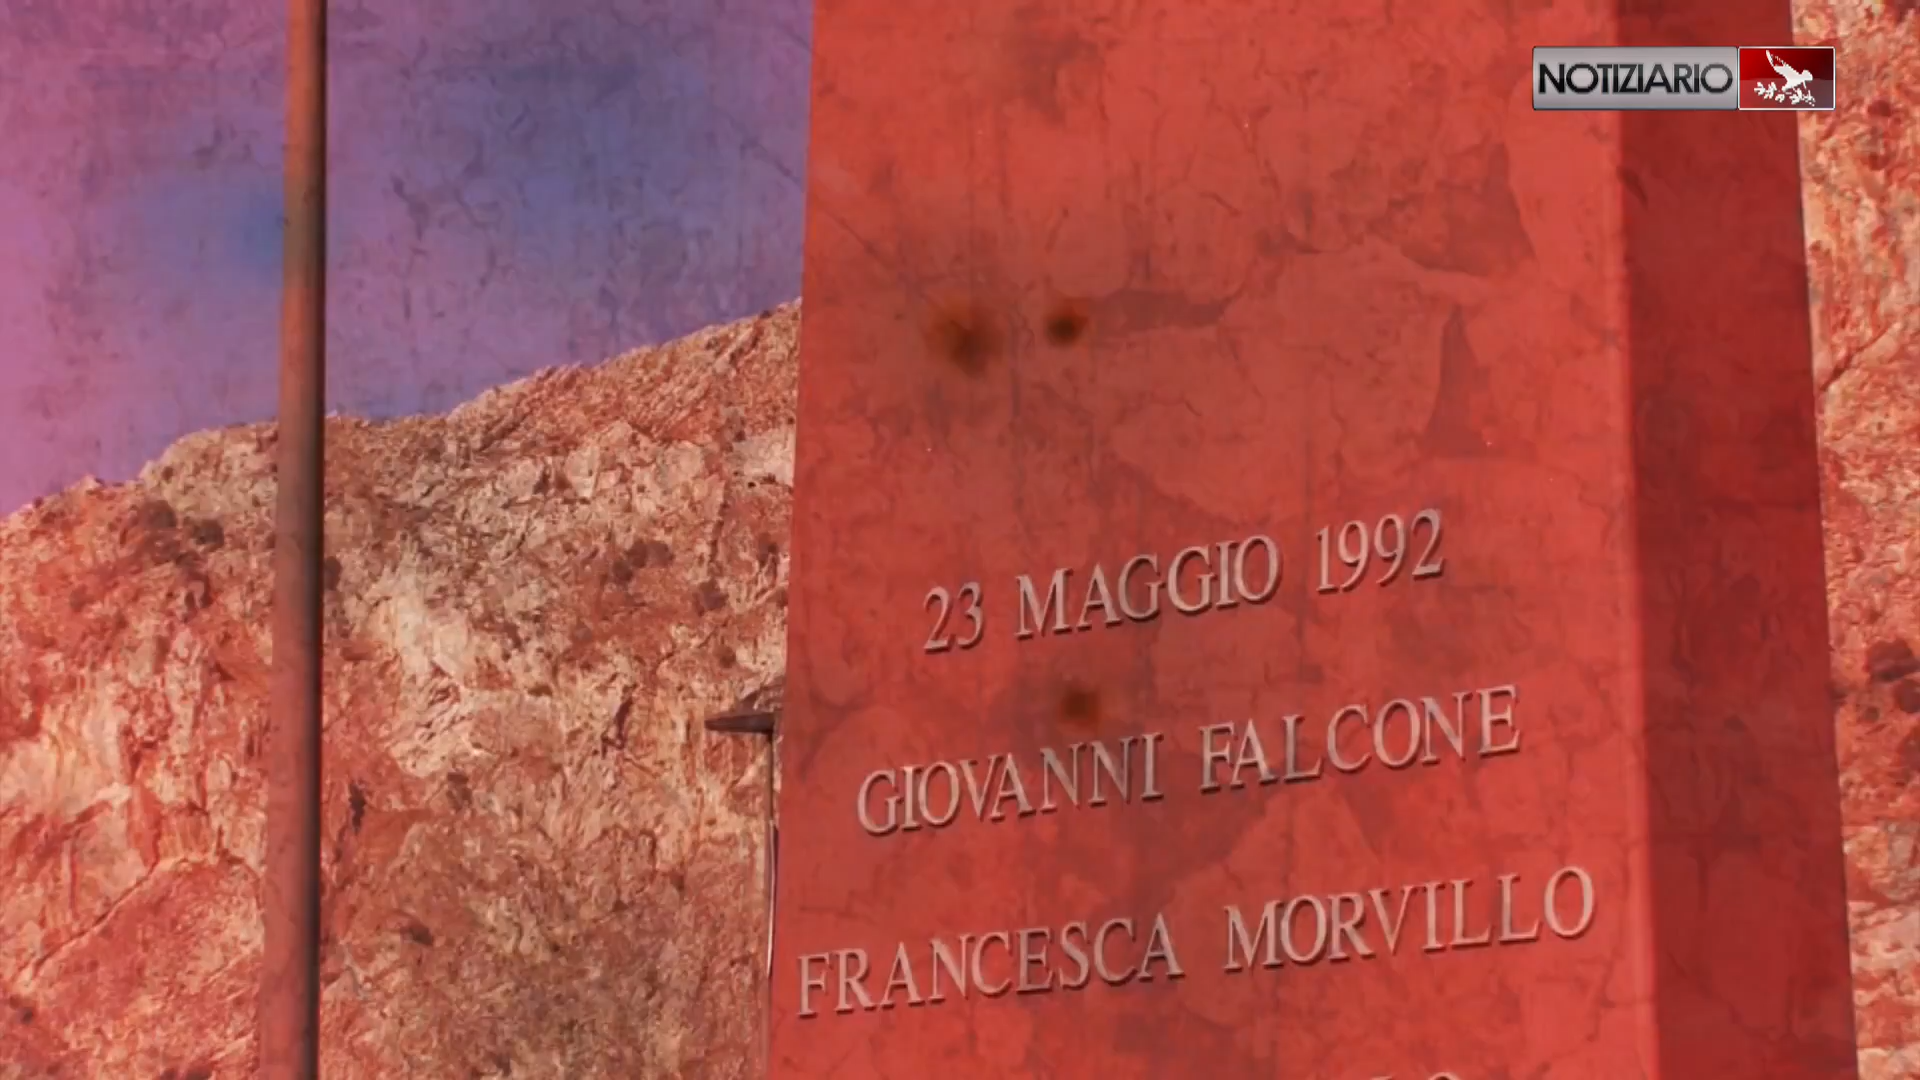 NOTIZIARIO
23 MAGGIO 1992
GIOVANNI FALCONE
FRANCESCA MORVILLO